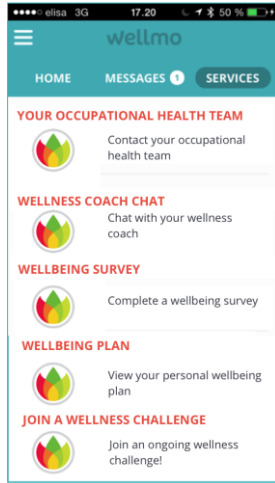 elisa 3G 17.20 50 %
wellmo
HOME MESSAGES 1 SERVICES
YOUR OCCUPATIONAL HEALTH TEAM
Contact your occupational
health team
WELLNESS COACH CHAT
Chat with your wellness
coach
WELLBEING SURVEY
Complete a wellbeing survey
WELLBEING PLAN
View your personal wellbeing
plan
JOIN A WELLNESS CHALLENGE
Join an ongoing wellness
challenge!